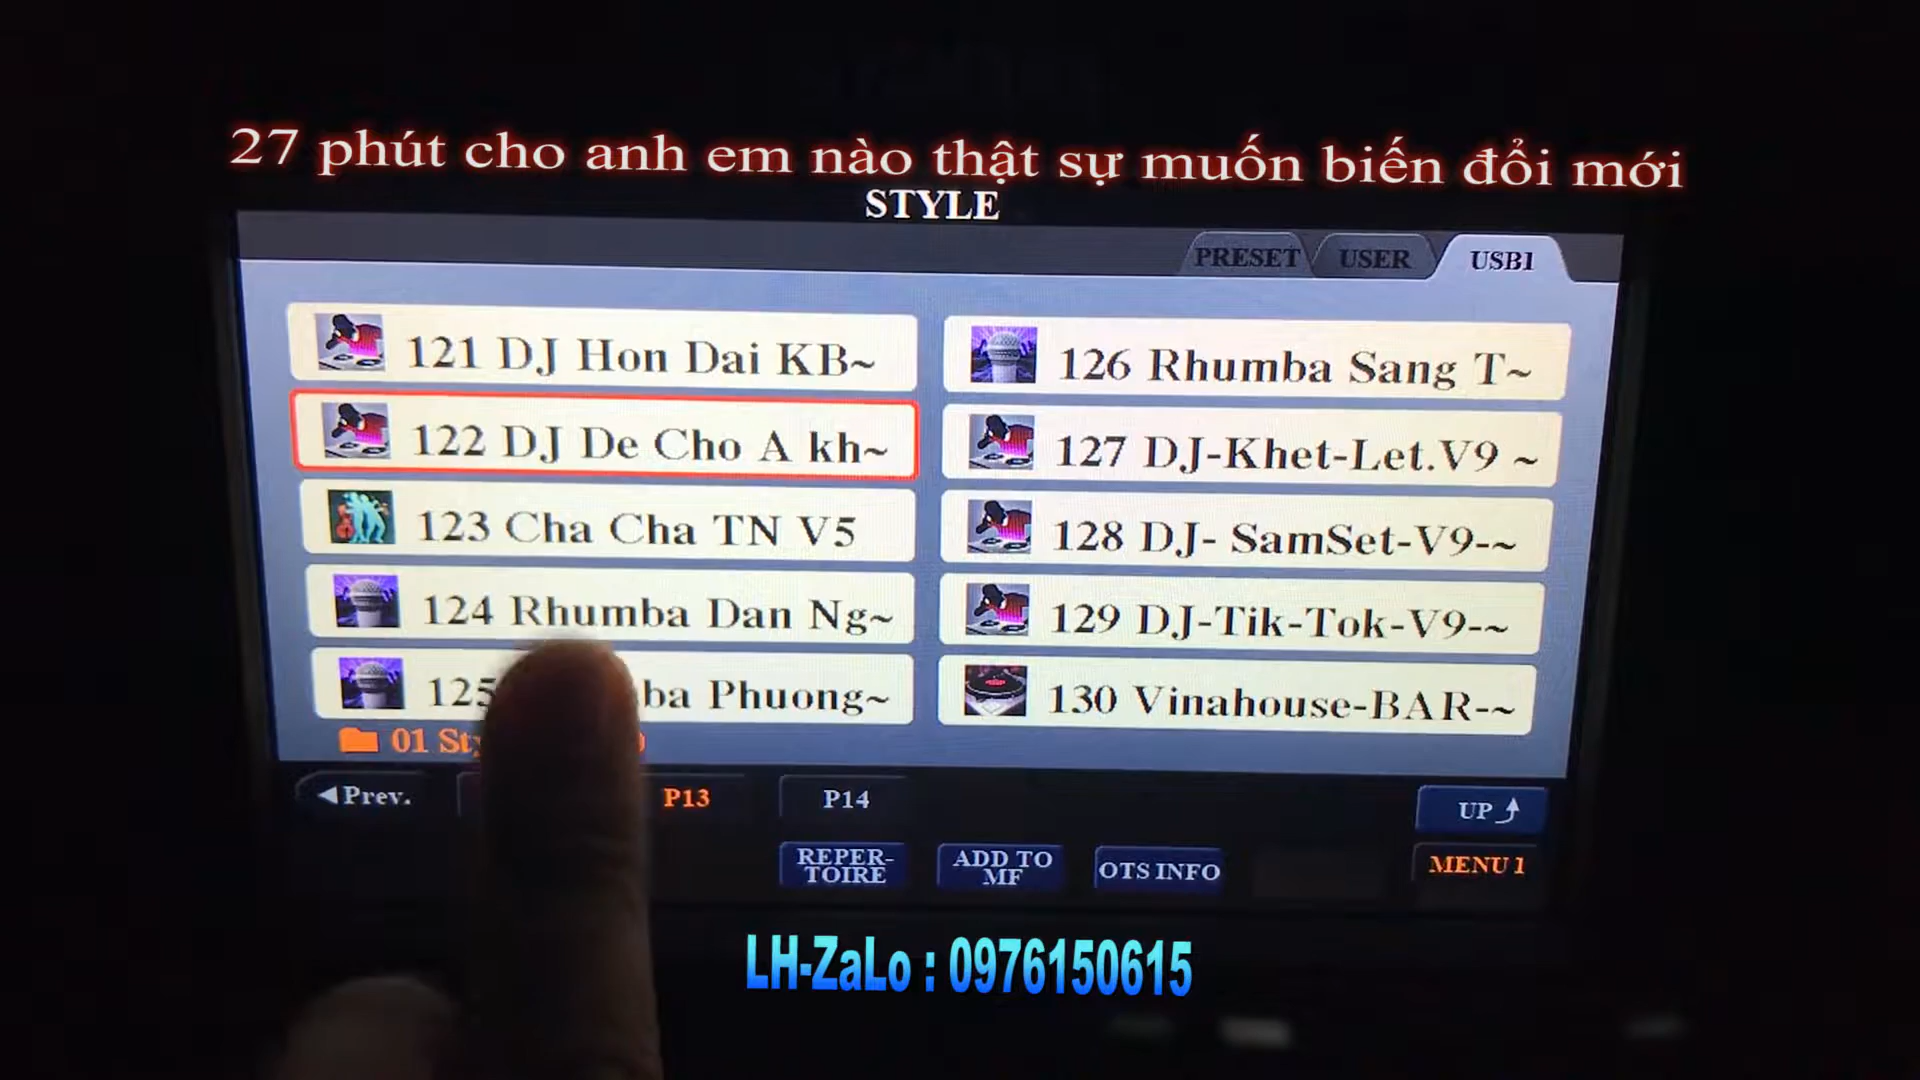 27 phút cho anh em nào thật sự muốn biến đổi mới
STYLE
PRESET
USER
USB1
121 DJ Hon Dai KB~
122 DJ De Cho A kh~
123 Cha Cha TN V5
124 Rhumba Dan Ng~
125
Phuong~
126 Rhumba Sang T~
127 DJ-Khet-Let.V9 ~
128 DJ- SamSet-V9-~
129 DJ-Tik-Tok-V9-~
130 Vinahouse-BAR-~
01
Prev.
P13
P14
UP
REPER-
TOIRE
ADD TO
MF
OTS INFO
MENU 1
LH-ZaLo : 0976150615